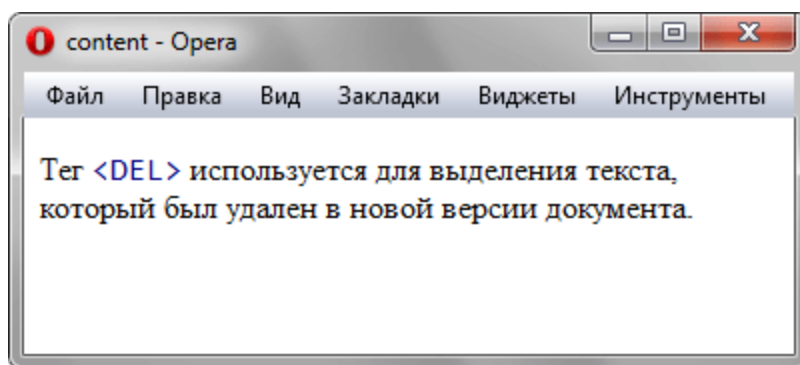 content - Opera
Файл Правка Вид Закладки Виджеты Инструменты
Тег <DEL> используется для выделения текста,
который был удален в новой версии документа.